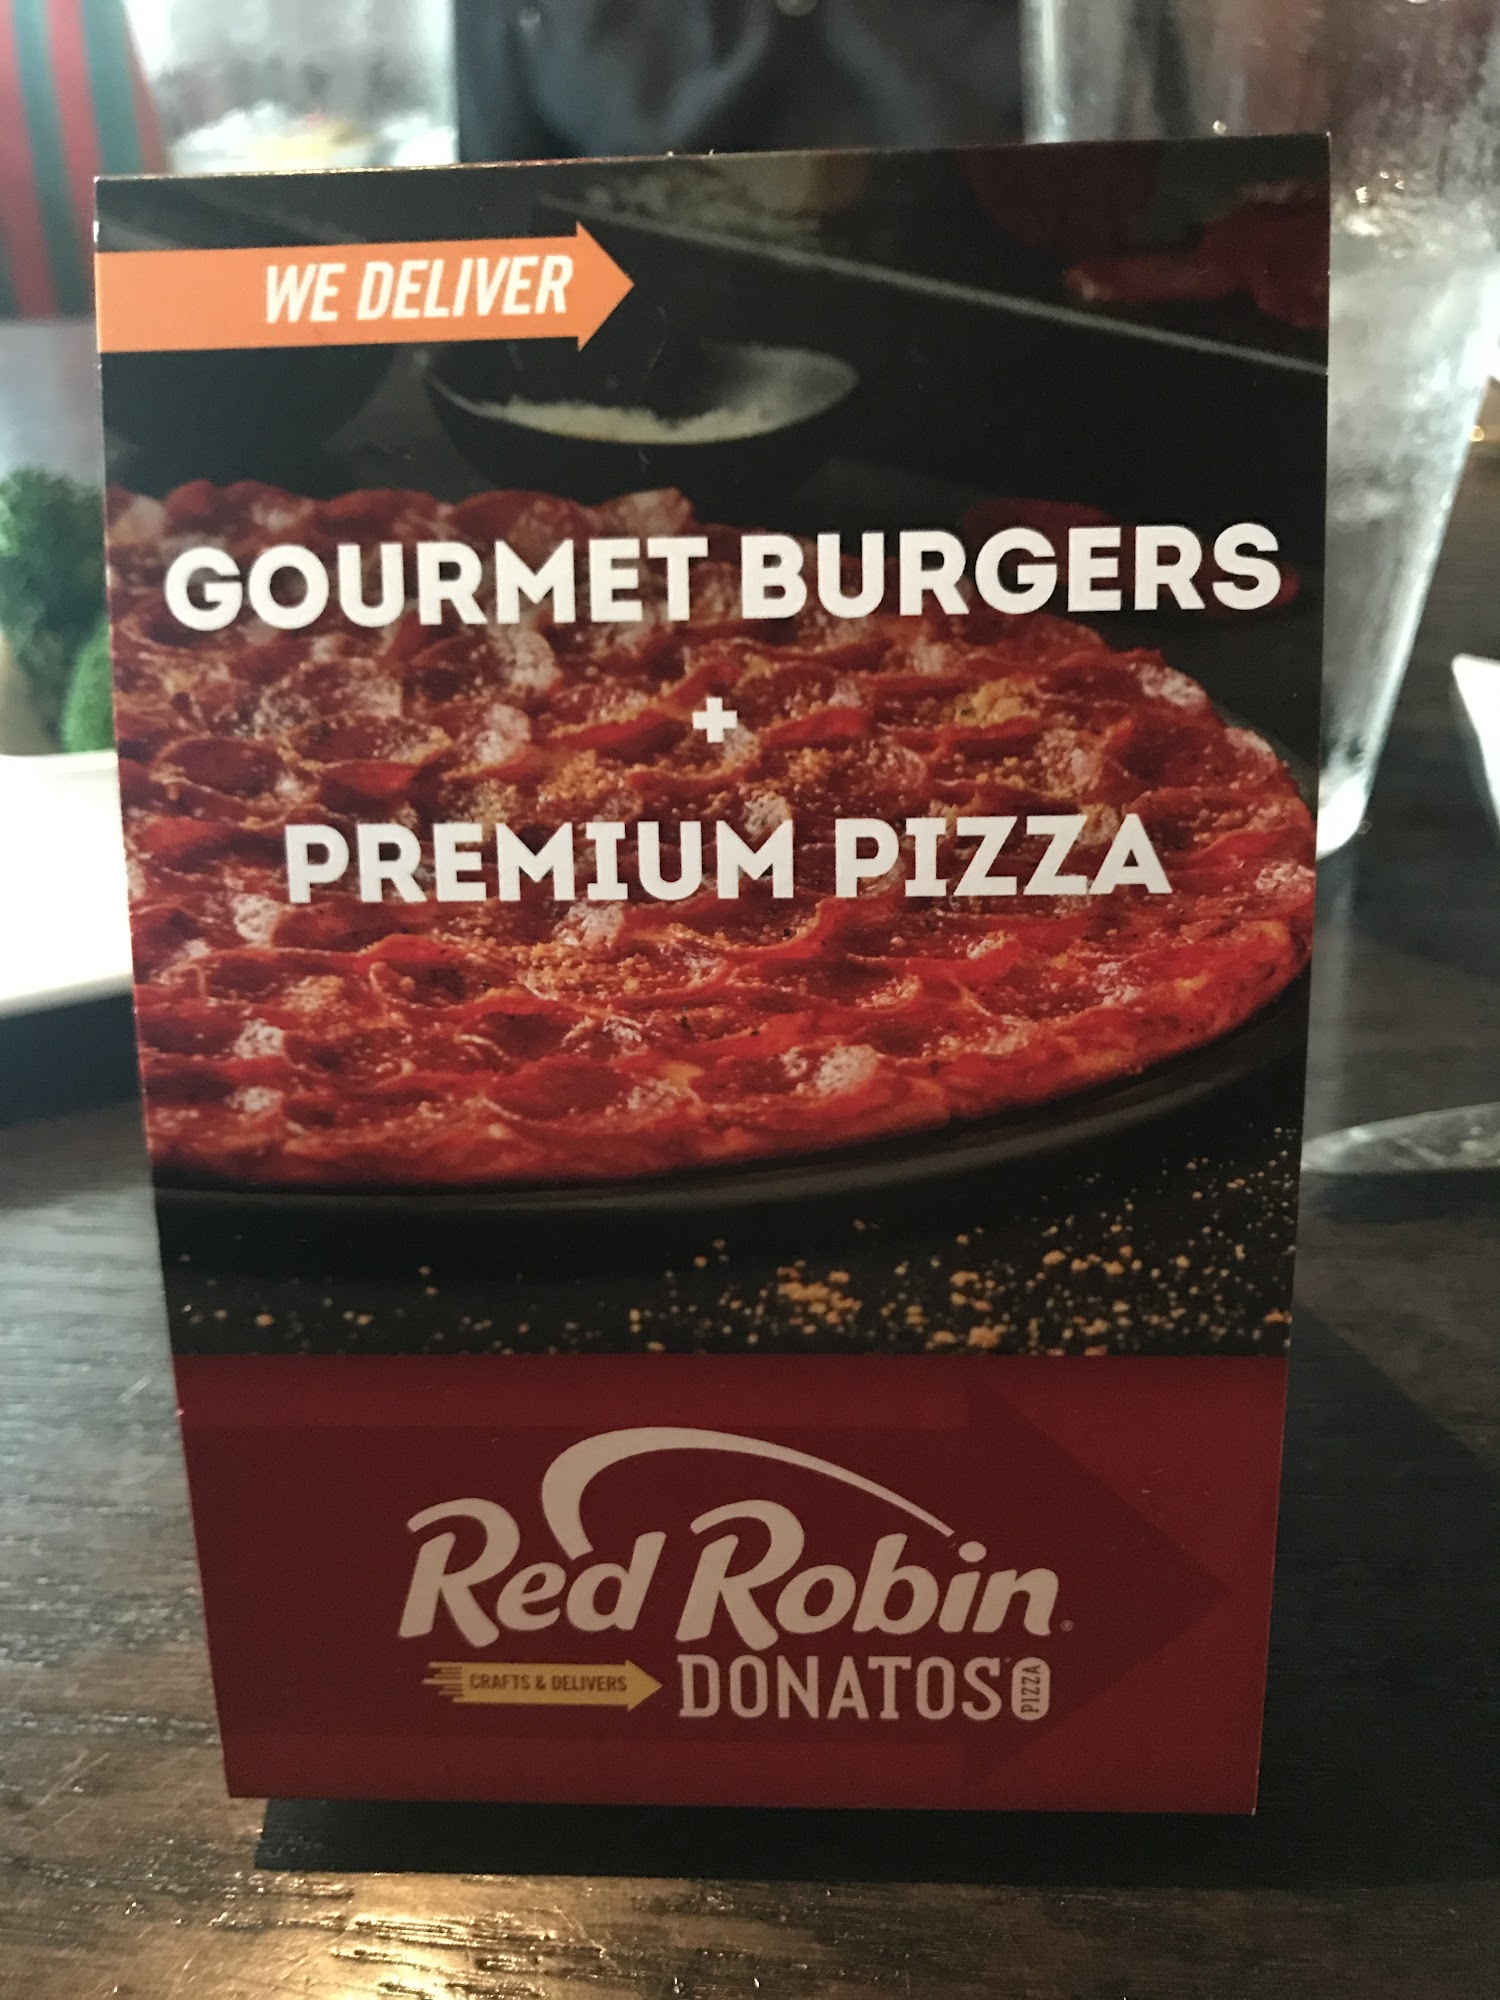 WE DELIVER
GOURMET BURGERS
+
PREMIUM PIZZA
Red Robin®
CRAFTS & DELIVERS DONATOS® PIZZA